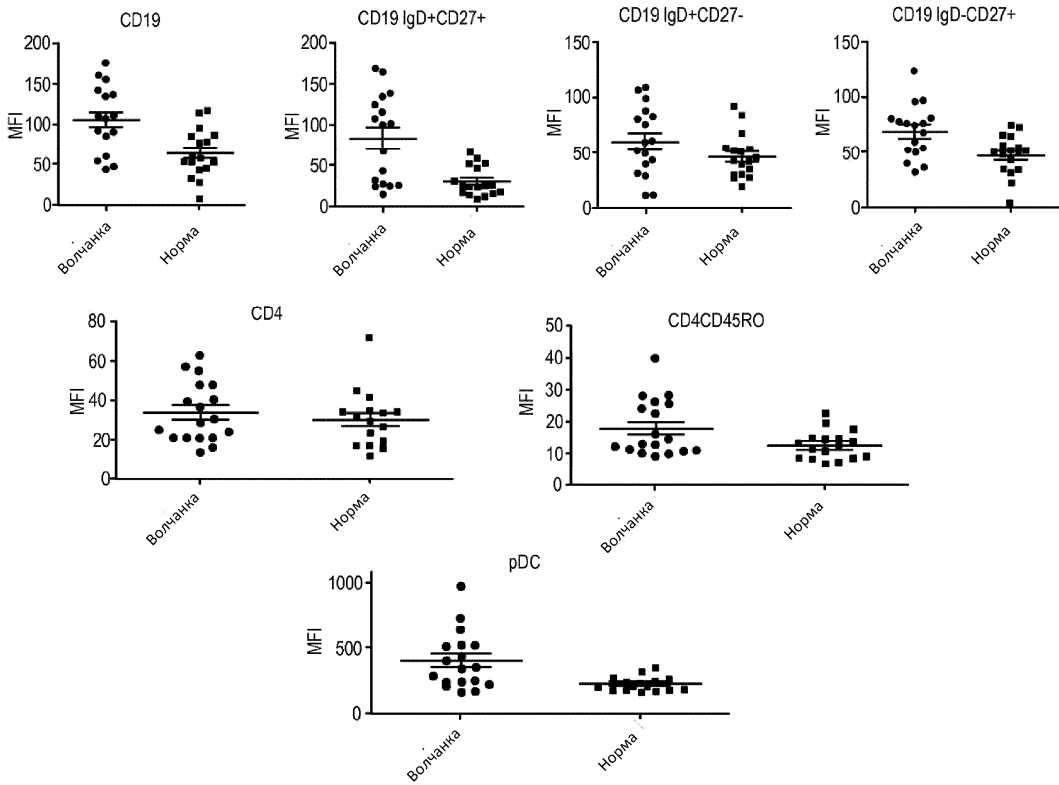 CD19
MFI
200
150
100
50
0
Волчанка
Норма
CD19 IgD+CD27+
200
150
100
50
0
Волчанка
Норма
CD19 IgD+CD27-
MFI
150
100
50
0
Волчанка
Норма
CD19 IgD-CD27+
MFI
150
100
50
0
Волчанка
Норма
CD4
MFI
80
60
40
20
0
Волчанка
Норма
CD4CD45RO
MFI
50
40
30
20
10
0
Волчанка
Норма
pDC
MFI
1000
500
0
Волчанка
Норма